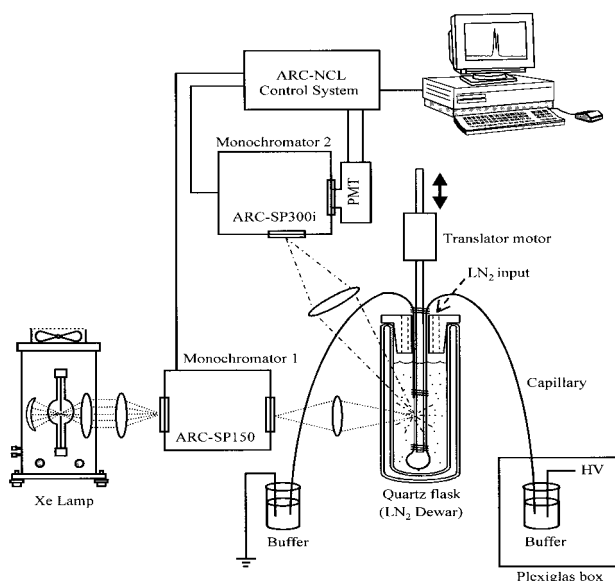 ARC-NCL
Control System
Monochromator 2
PMT
ARC-SP300i
Translator motor
LN₂ input
Monochromator 1
Capillary
ARC-SP150
HV
Xe Lamp
Buffer
Quartz flask
(LN₂ Dewar)
Buffer
Plexiglas box